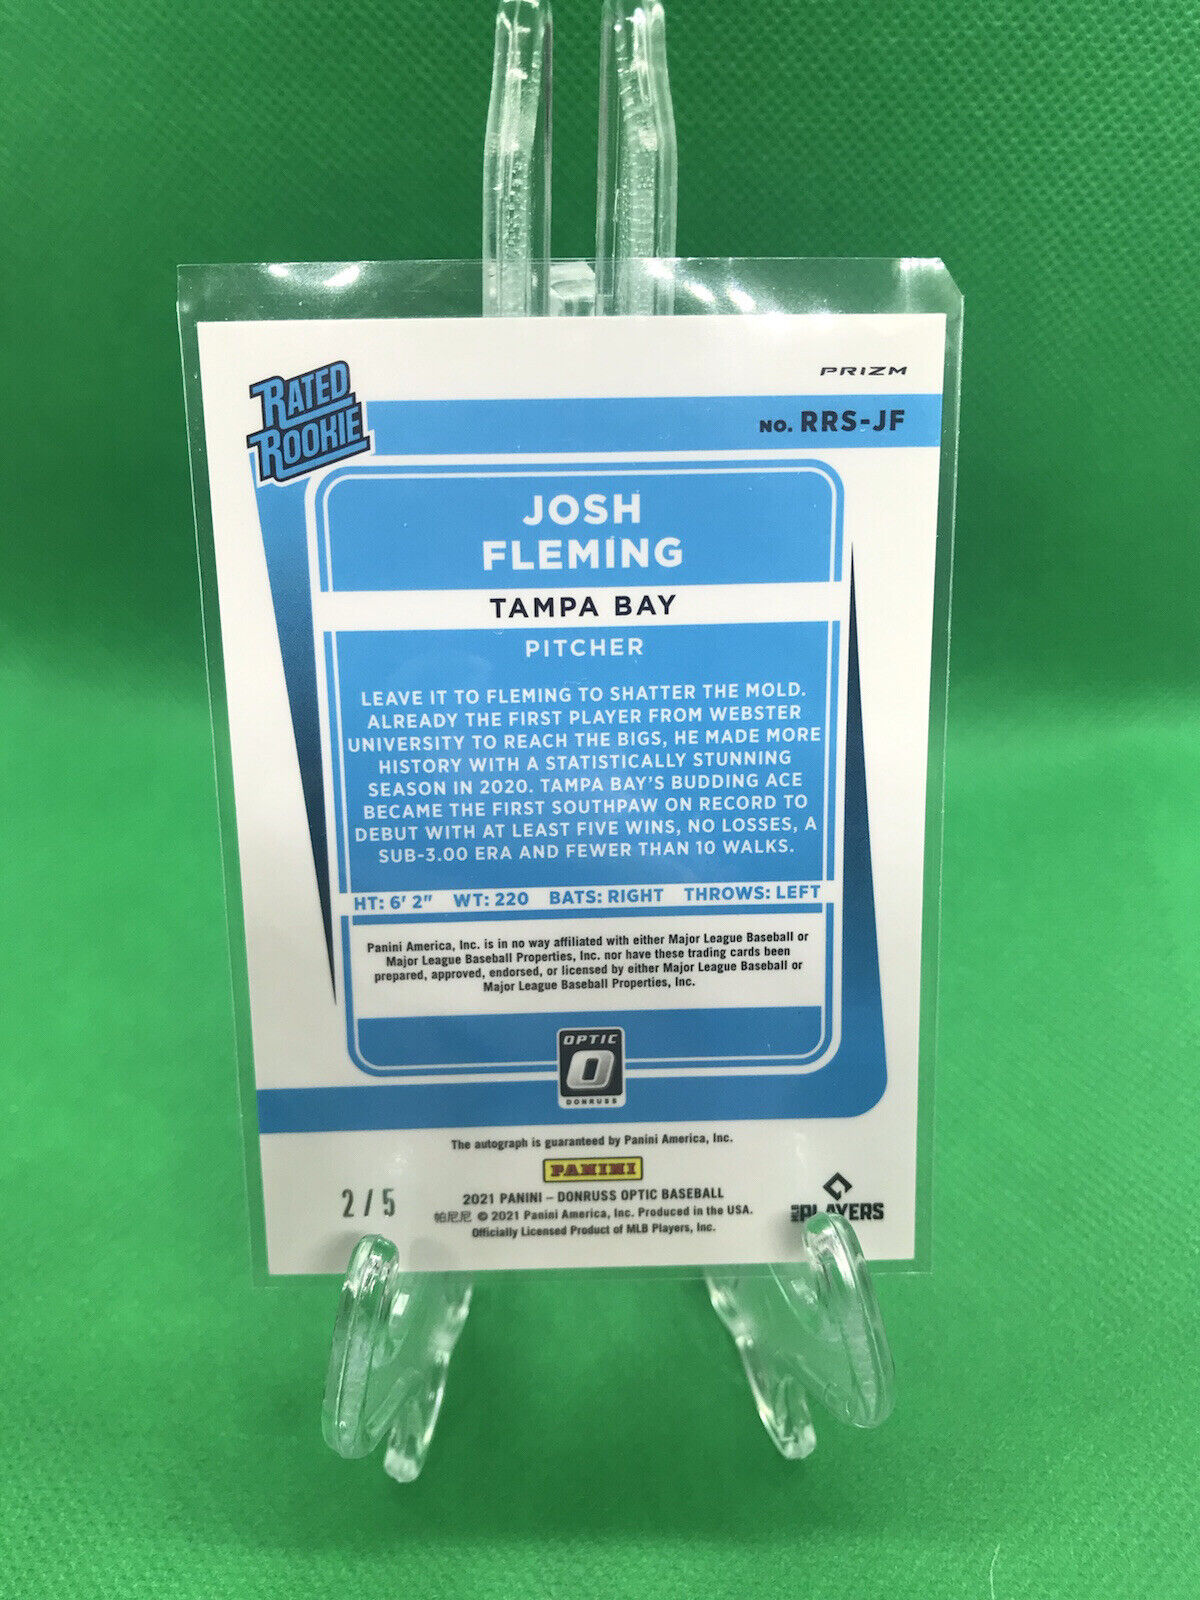 RATED
ROOKIE
PRIZM
NO. RRS-JF
JOSH
FLEMING
TAMPA BAY
PITCHER
LEAVE IT TO FLEMING TO SHATTER THE MOLD.
ALREADY THE FIRST PLAYER FROM WEBSTER
UNIVERSITY TO REACH THE BIGS, HE MADE MORE
HISTORY WITH A STATISTICALLY STUNNING
SEASON IN 2020. TAMPA BAY'S BUDDING ACE
BECAME THE FIRST SOUTHPAW ON RECORD TO
DEBUT WITH AT LEAST FIVE WINS, NO LOSSES, A
SUB-3.00 ERA AND FEWER THAN 10 WALKS.
HT: 6' 2" WT: 220 BATS: RIGHT THROWS: LEFT
Panini America, Inc. is in no way affiliated with either Major League Baseball or
Major League Baseball Properties, Inc. nor have these trading cards been
prepared, approved, endorsed, or licensed by either Major League Baseball or
Major League Baseball Properties, Inc.
OPTIC
O
DONRUSS
The autograph is guaranteed by Panini America, Inc.
PANINI
2 / 5
2021 PANINI – DONRUSS OPTIC BASEBALL
帕尼尼 © 2021 Panini America, Inc. Produced in the USA.
Officially Licensed Product of MLB Players, Inc.
MLB PLAYERS